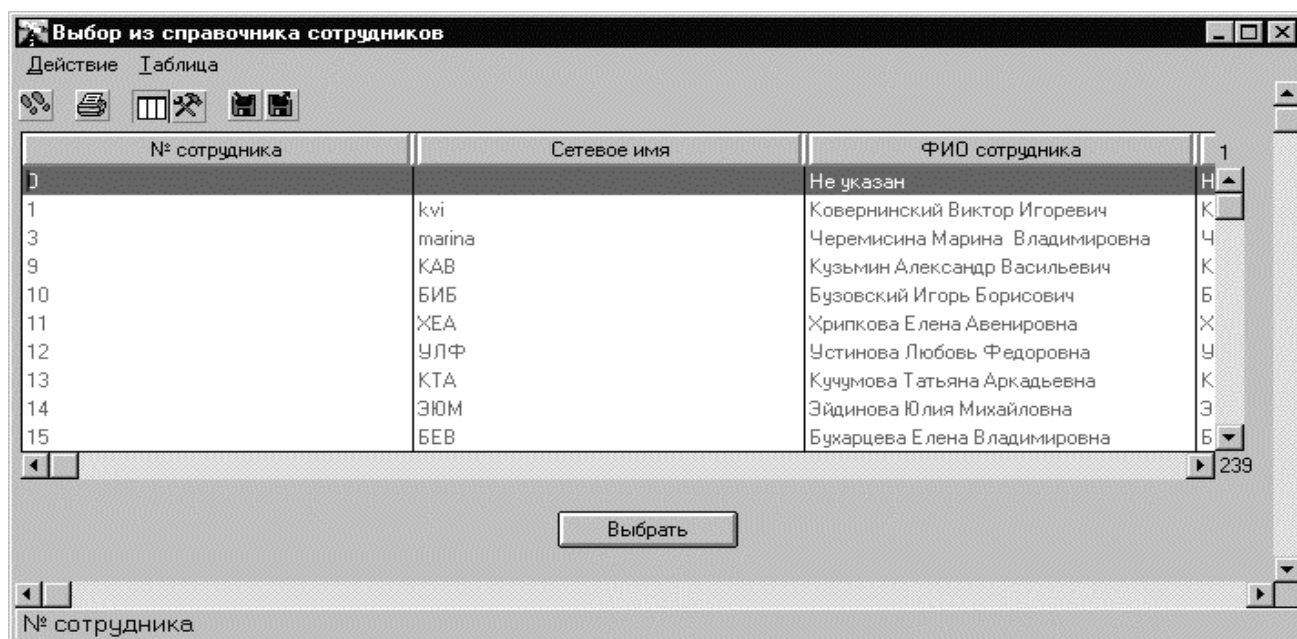 Выбор из справочника сотрудников
Действие Таблица
№ сотрудника Сетевое имя ФИО сотрудника 1
0 Не указан Н
1 kvi Ковернинский Виктор Игоревич К
3 marina Черемисина Марина Владимировна Ч
9 КАВ Кузьмин Александр Васильевич К
10 БИБ Бузовский Игорь Борисович Б
11 ХЕА Хрипкова Елена Авенировна Х
12 УЛФ Устинова Любовь Федоровна У
13 КТА Кучумова Татьяна Аркадьевна К
14 ЭЮМ Эйдинова Юлия Михайловна Э
15 БЕВ Бухарцева Елена Владимировна Б
239
Выбрать
№ сотрудника